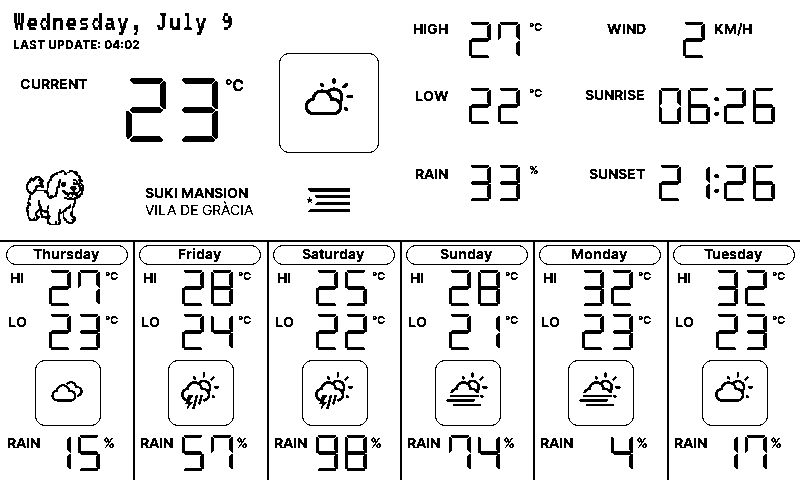 Wednesday, July 9
LAST UPDATE: 04:02
CURRENT 23 °C
SUKI MANSION
VILA DE GRÀCIA
HIGH 27 °C
LOW 22 °C
RAIN 33 %
WIND 2 KM/H
SUNRISE 06:26
SUNSET 21:26
Thursday
HI 27 °C
LO 23 °C
RAIN 15 %
Friday
HI 28 °C
LO 24 °C
RAIN 57 %
Saturday
HI 25 °C
LO 22 °C
RAIN 98 %
Sunday
HI 28 °C
LO 21 °C
RAIN 74 %
Monday
HI 32 °C
LO 23 °C
RAIN 4 %
Tuesday
HI 32 °C
LO 23 °C
RAIN 17 %